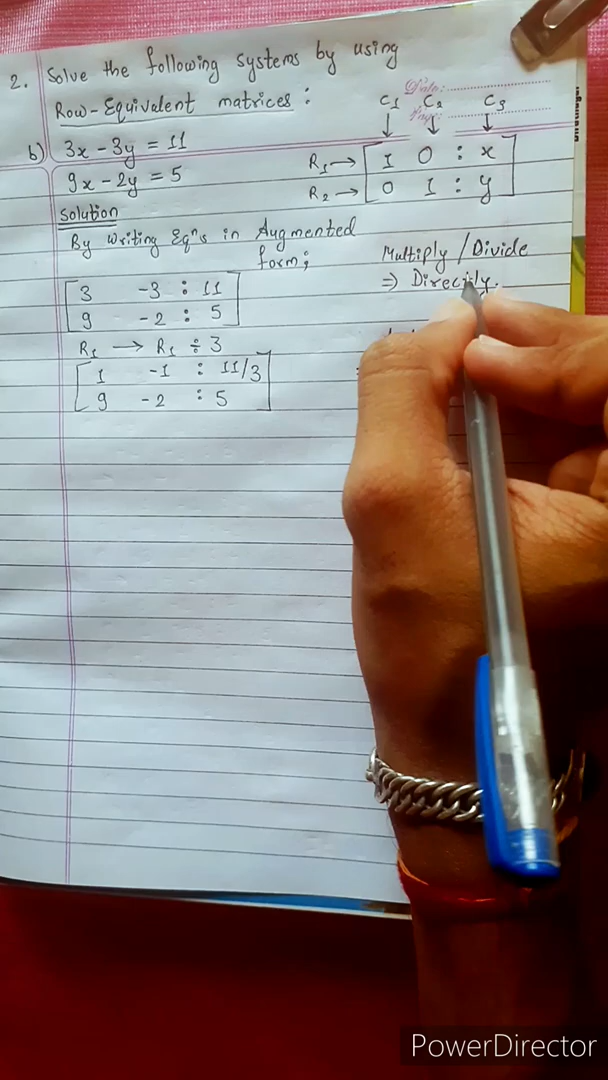 2. Solve the following systems by using
Row-Equivalent matrices :
b) 3x - 3y = 11
9x - 2y = 5
Date:
C1 C2 C3
R1 → [ 1 0 : x ]
R2 → [ 0 1 : y ]
Solution
By Writing Eqⁿs in Augmented
form;
[ 3 -3 : 11 ]
[ 9 -2 : 5 ]
R1 → R1 ÷ 3
[ 1 -1 : 11/3 ]
[ 9 -2 : 5 ]
Multiply / Divide
⇒ Directly.
PowerDirector